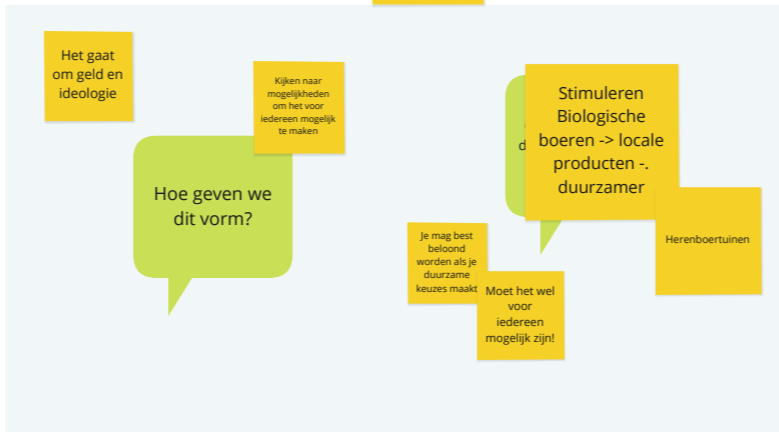 Het gaat
om geld en
ideologie
Kijken naar
mogelijkheden
om het voor
iedereen mogelijk
te maken
Hoe geven we
dit vorm?
Stimuleren
Biologische
boeren -> locale
producten -.
duurzamer
Herenboertuinen
Je mag best
beloond
worden als je
duurzame
keuzes maakt
Moet het wel
voor
iedereen
mogelijk zijn!